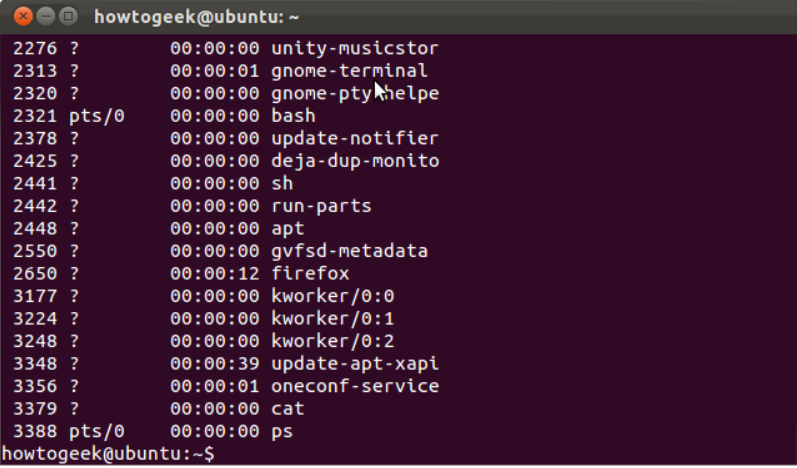 howtogeek@ubuntu: ~
2276 ? 00:00:00 unity-musicstor
2313 ? 00:00:01 gnome-terminal
2320 ? 00:00:00 gnome-pty-helpe
2321 pts/0 00:00:00 bash
2378 ? 00:00:00 update-notifier
2425 ? 00:00:00 deja-dup-monito
2441 ? 00:00:00 sh
2442 ? 00:00:00 run-parts
2448 ? 00:00:00 apt
2550 ? 00:00:00 gvfsd-metadata
2650 ? 00:00:12 firefox
3177 ? 00:00:00 kworker/0:0
3224 ? 00:00:00 kworker/0:1
3248 ? 00:00:00 kworker/0:2
3348 ? 00:00:39 update-apt-xapi
3356 ? 00:00:01 oneconf-service
3379 ? 00:00:00 cat
3388 pts/0 00:00:00 ps
howtogeek@ubuntu:~$